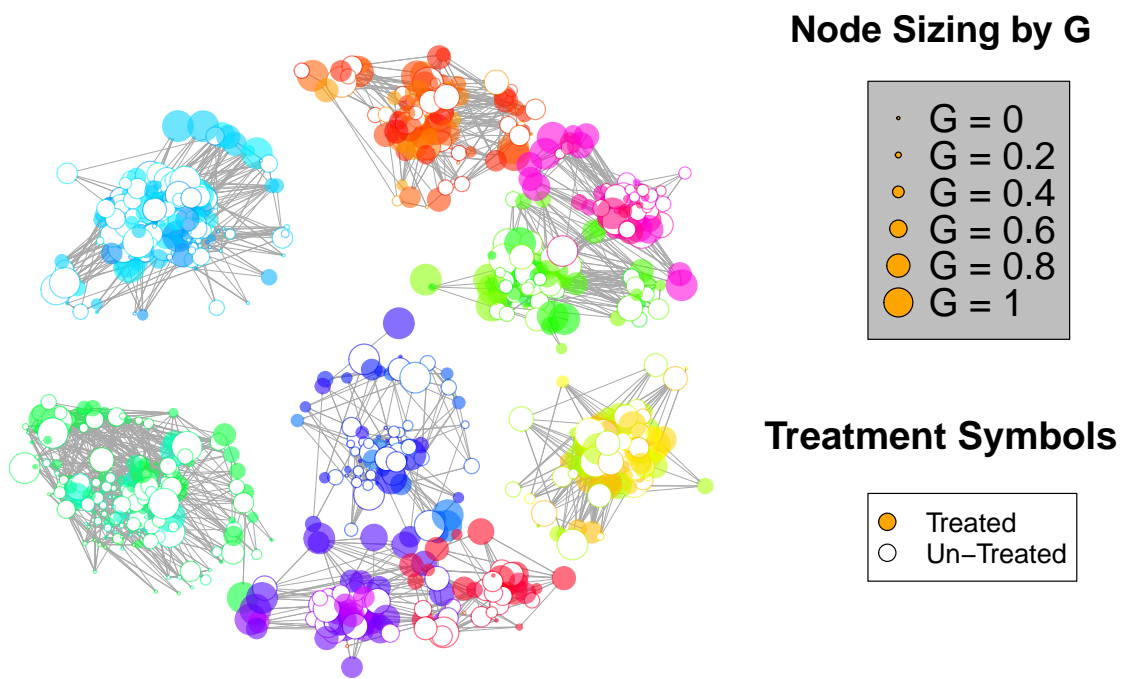 Node Sizing by G
G = 0
G = 0.2
G = 0.4
G = 0.6
G = 0.8
G = 1
Treatment Symbols
Treated
Un−Treated